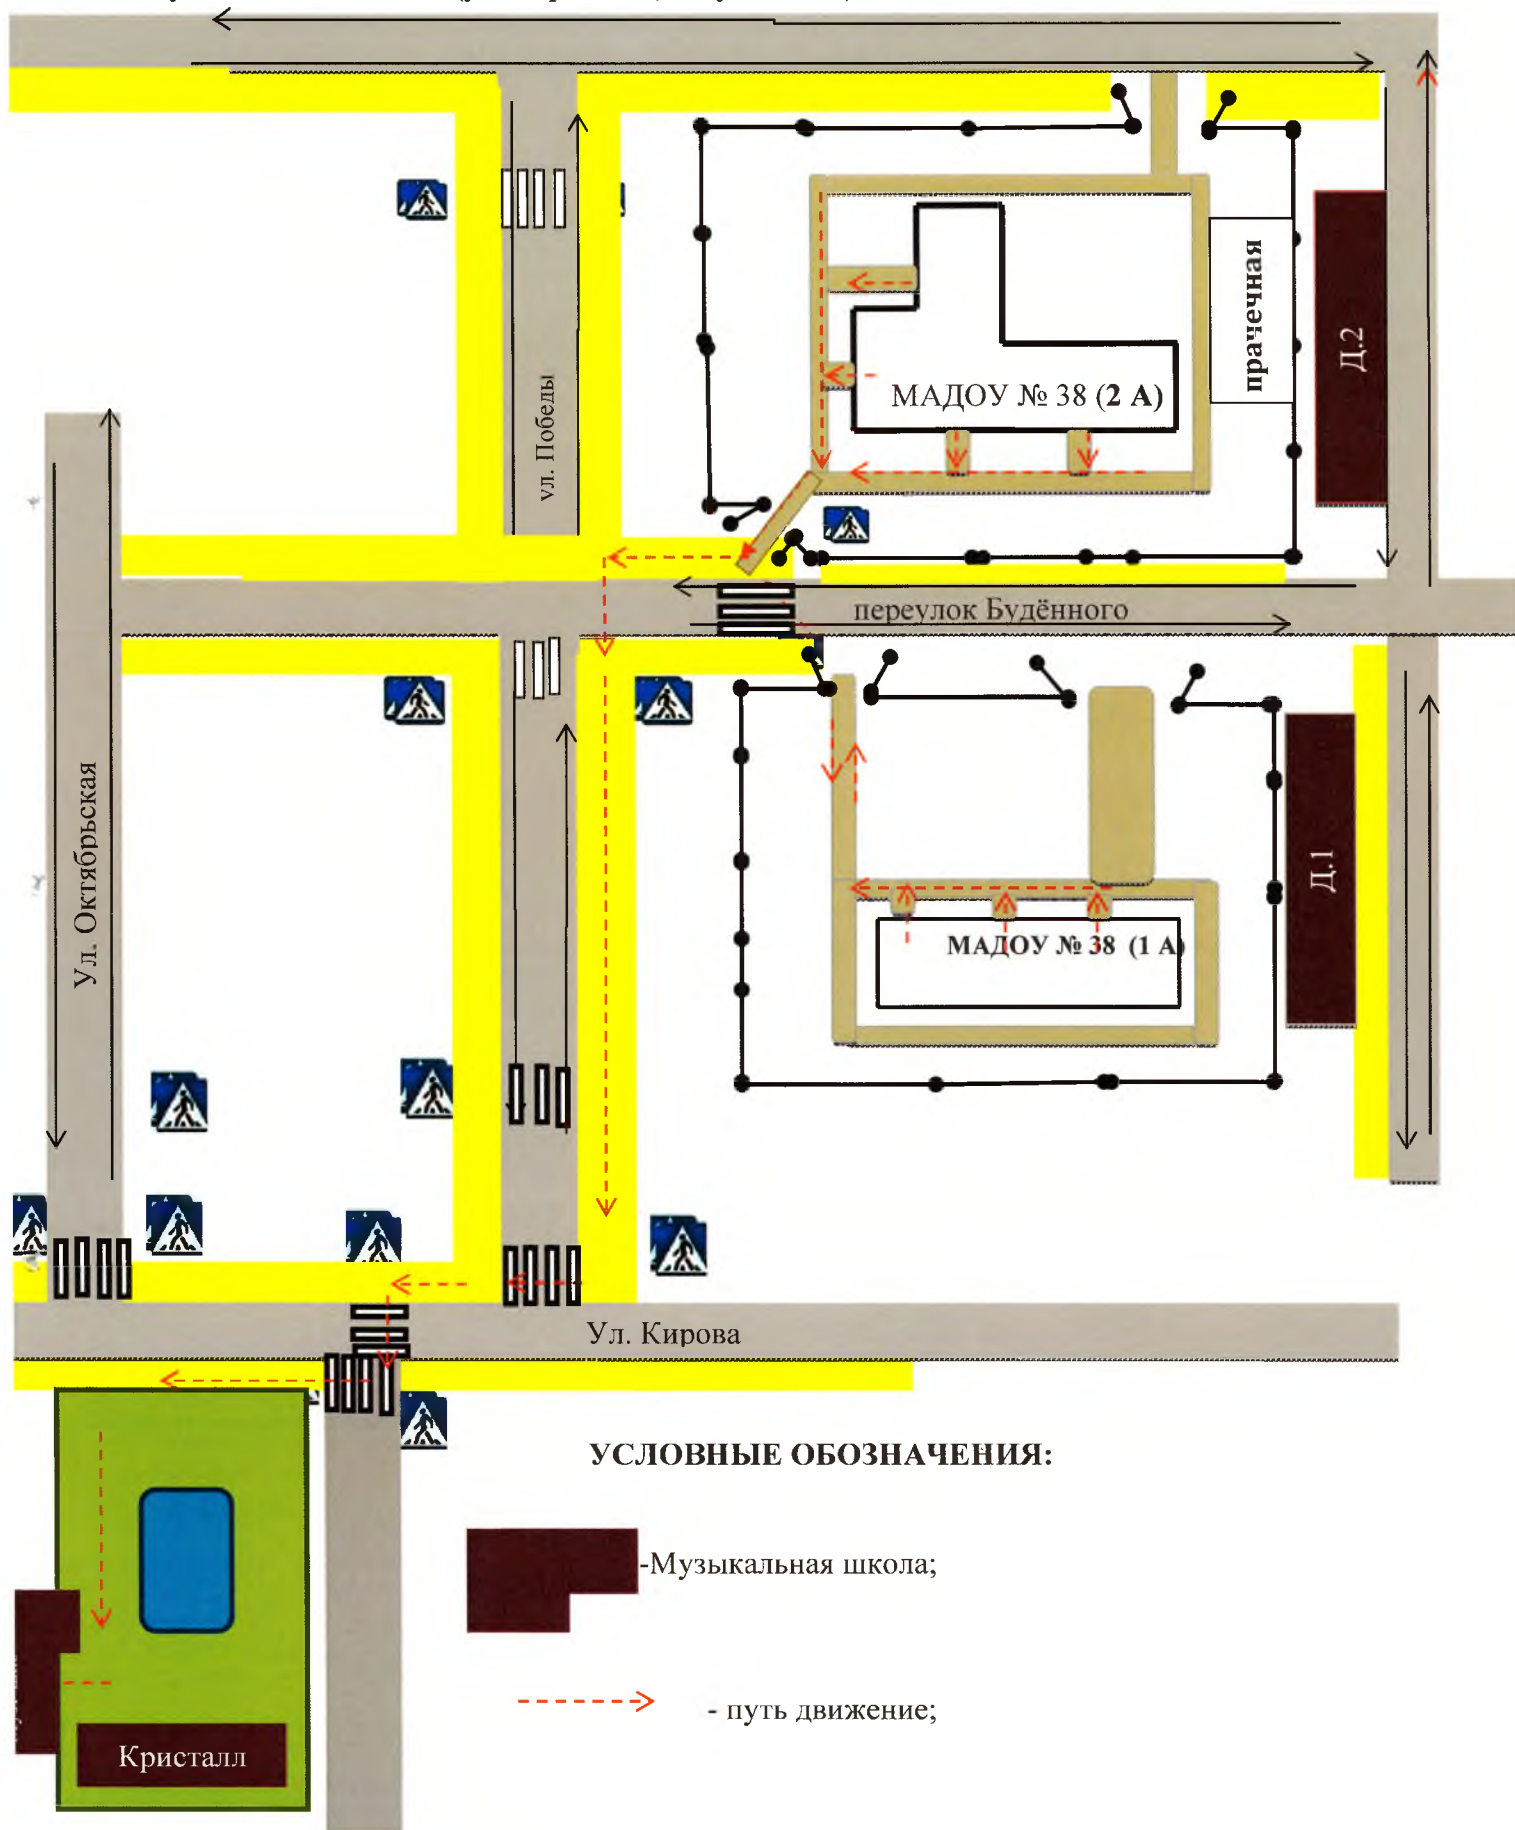 прачечная
Д.2
МАДОУ № 38 (2 А)
ул. Победы
переулок Будённого
Ул. Октябрьская
Д.1
МАДОУ № 38 (1 А)
Ул. Кирова
УСЛОВНЫЕ ОБОЗНАЧЕНИЯ:
-Музыкальная школа;
- путь движение;
Кристалл